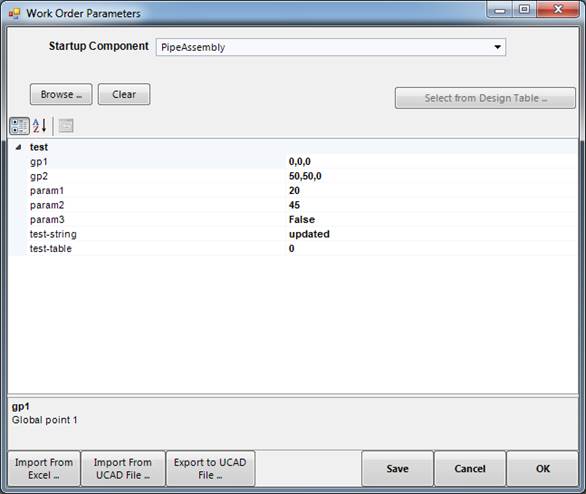 Work Order Parameters
Startup Component PipeAssembly
Browse ... Clear
Select from Design Table ...
A
Z
test
gp1 0,0,0
gp2 50,50,0
param1 20
param2 45
param3 False
test-string updated
test-table 0
gp1
Global point 1
Import From
Excel ...
Import From
UCAD File ...
Export to UCAD
File ...
Save Cancel OK